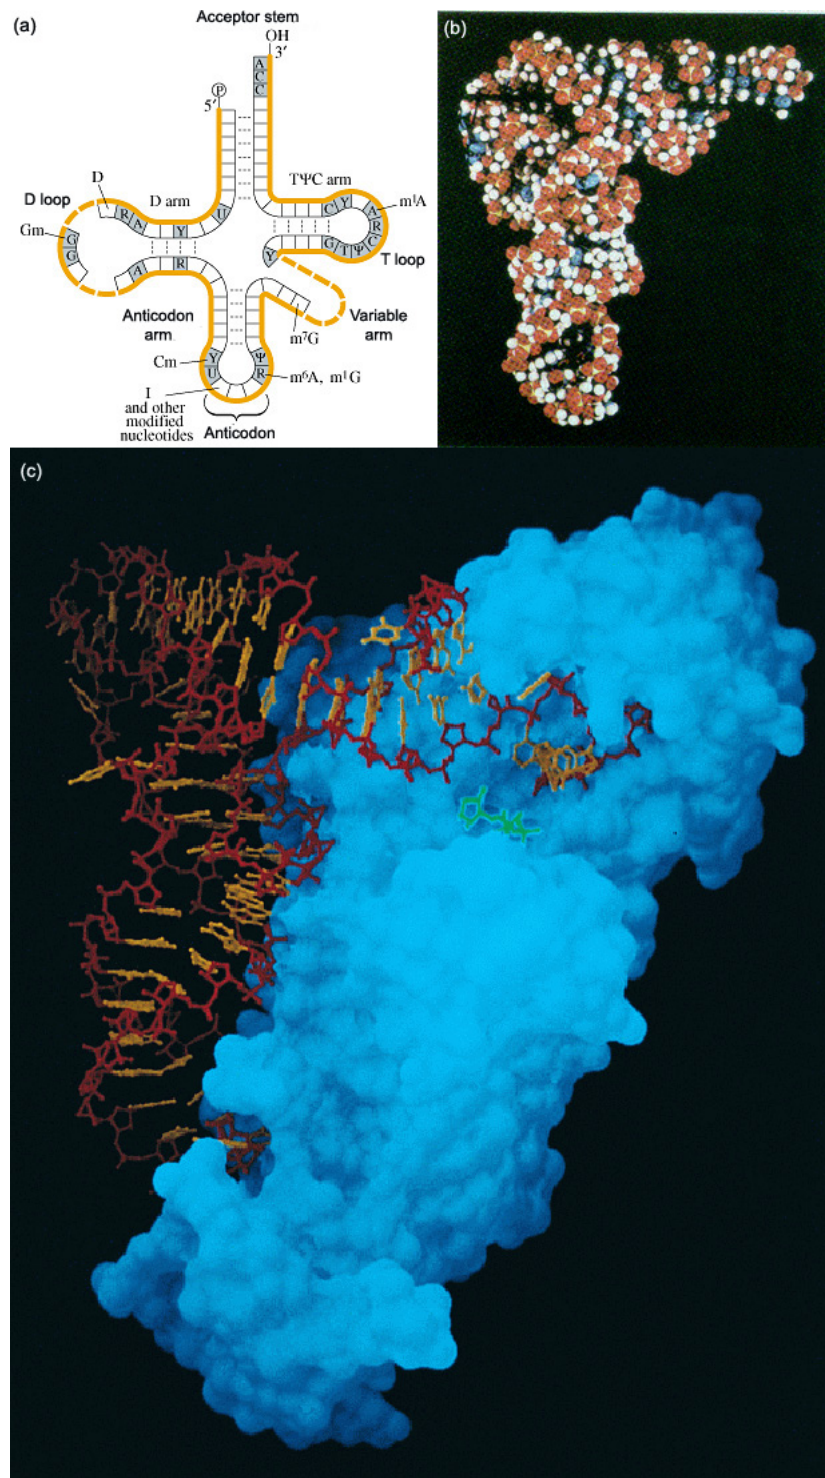 (a)
Acceptor stem
OH
3′
A
C
C
P
5′
D
D arm
TΨC arm
D loop
Gm
R
A
Y
U
C
Y
A
m¹A
R
C
Ψ
T
G
G
G
T loop
A
R
Y
Anticodon
arm
Variable
arm
m⁷G
Cm
Y
U
Ψ
R
m⁶A, m¹G
I
and other
modified
nucleotides
Anticodon
(b)
(c)